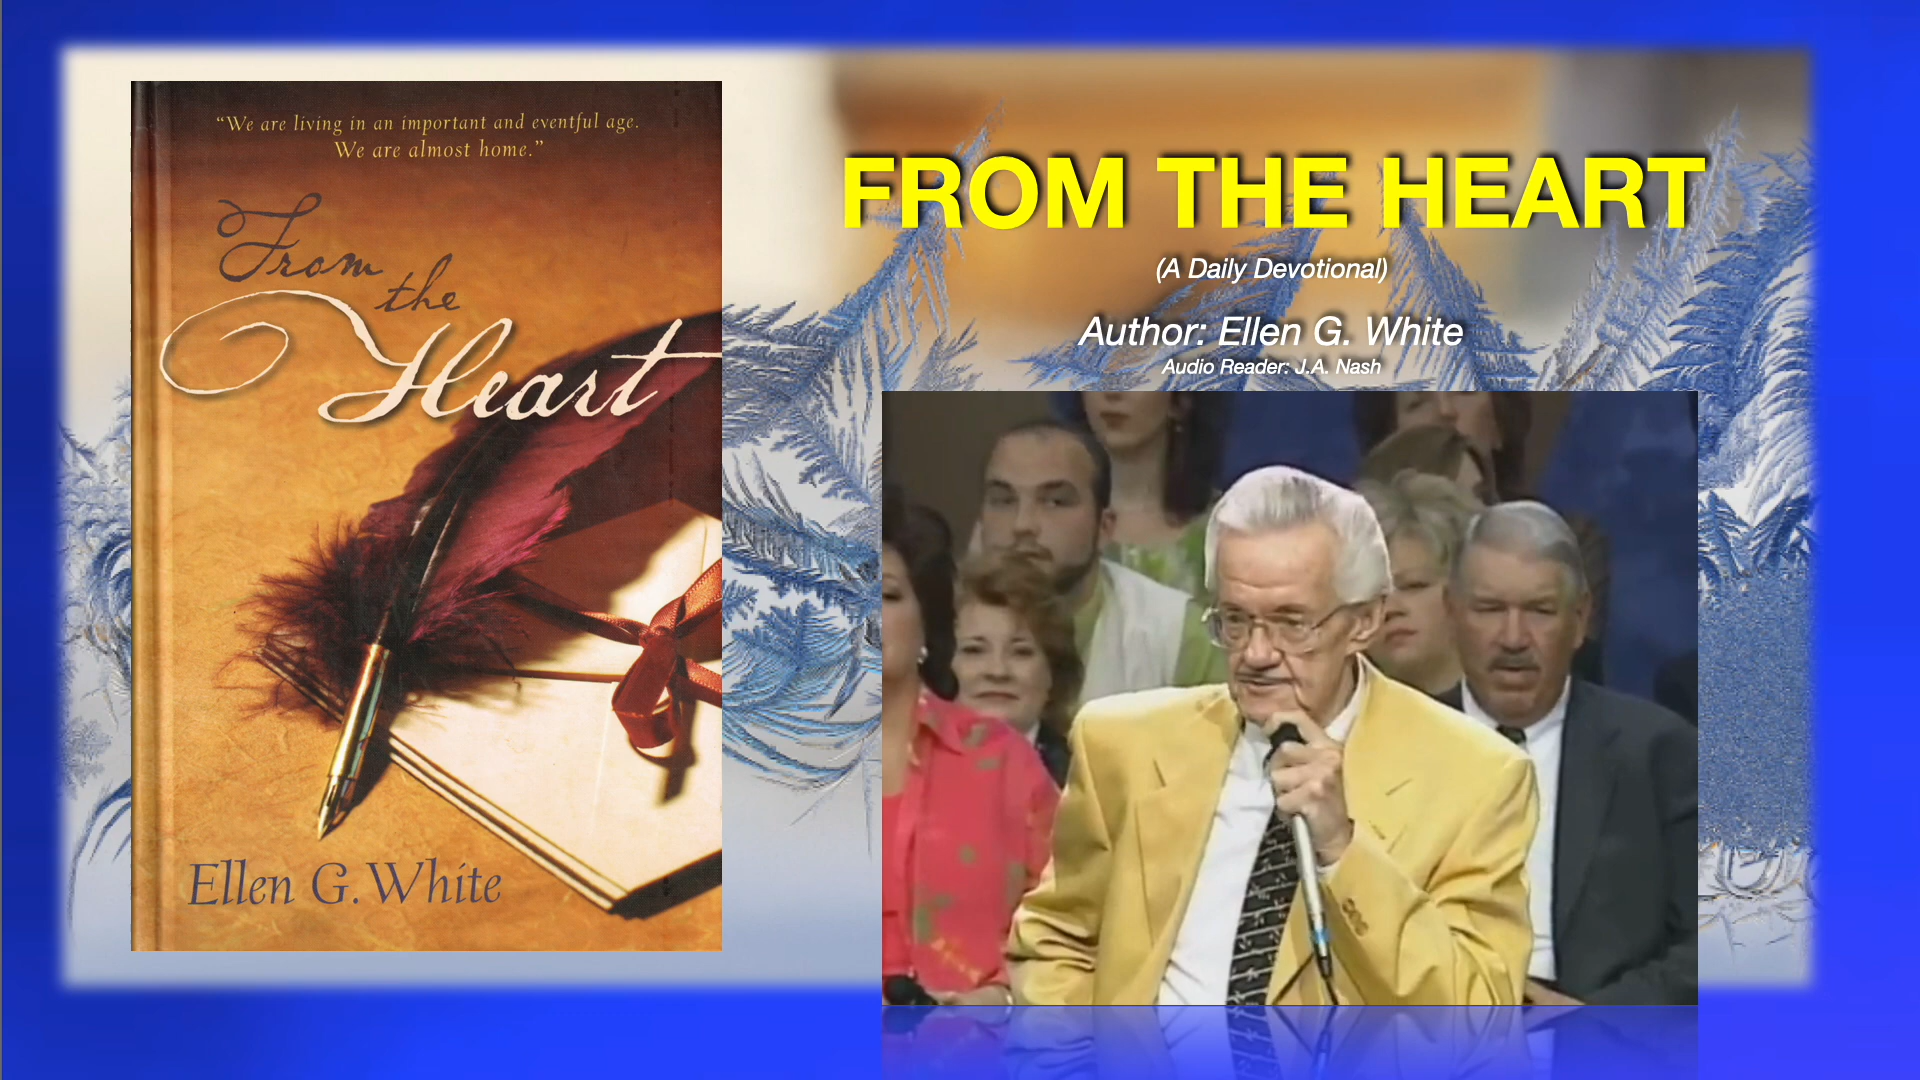 “We are living in an important and eventful age.
We are almost home.”
From
the
Heart
Ellen G. White
FROM THE HEART
(A Daily Devotional)
Author: Ellen G. White
Audio Reader: J.A. Nash